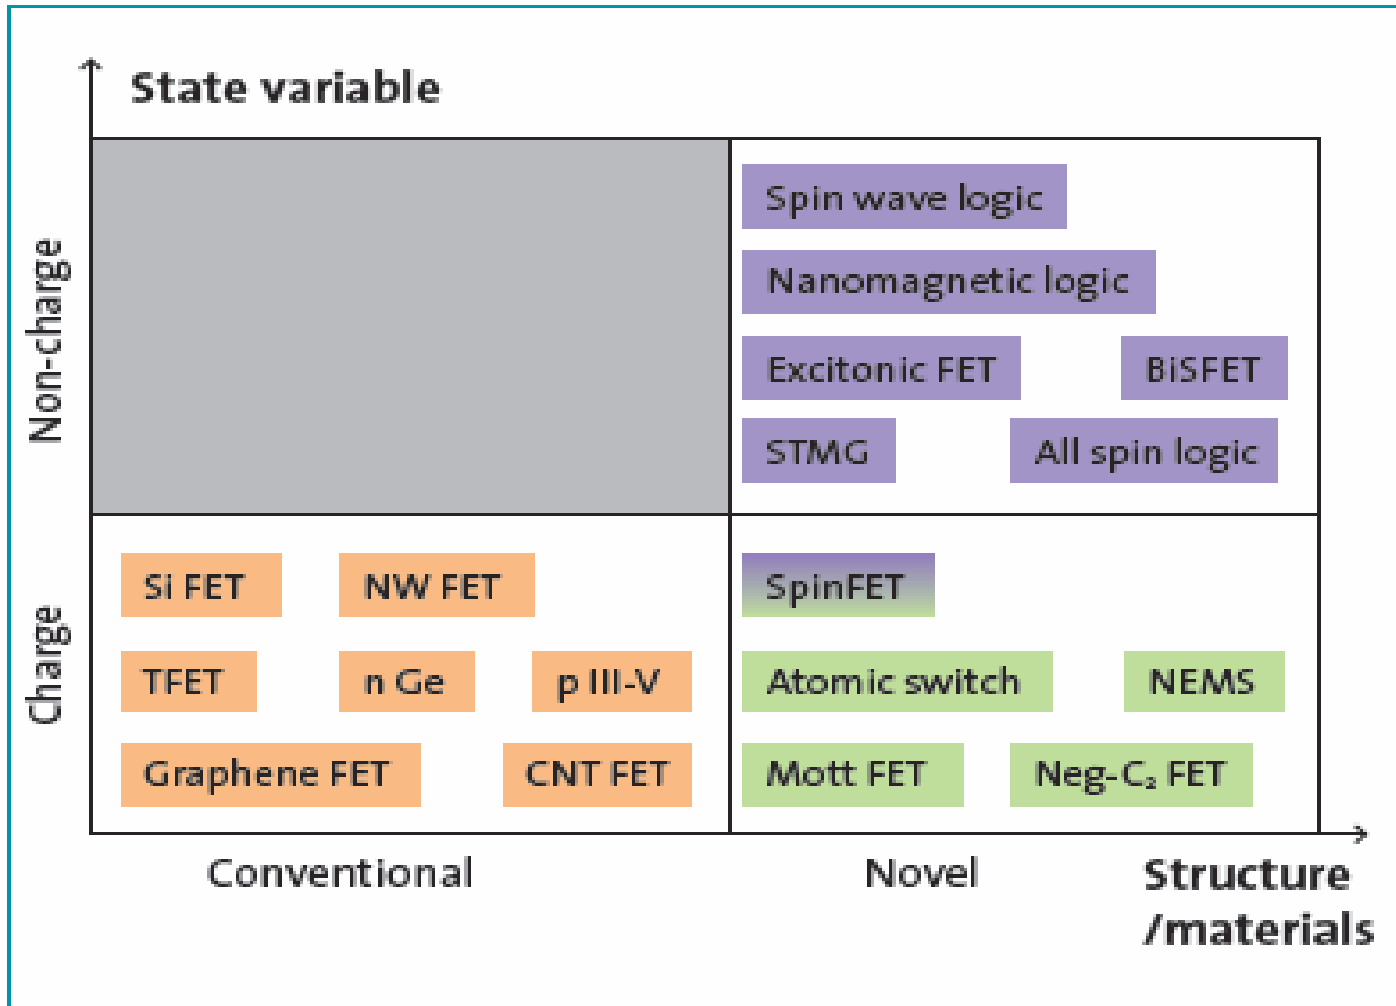 State variable
Non-charge
Spin wave logic
Nanomagnetic logic
Excitonic FET
BiSFET
STMG
All spin logic
Charge
Si FET
NW FET
TFET
n Ge
p III-V
Graphene FET
CNT FET
SpinFET
Atomic switch
NEMS
Mott FET
Neg-C₂ FET
Conventional
Novel
Structure
/materials